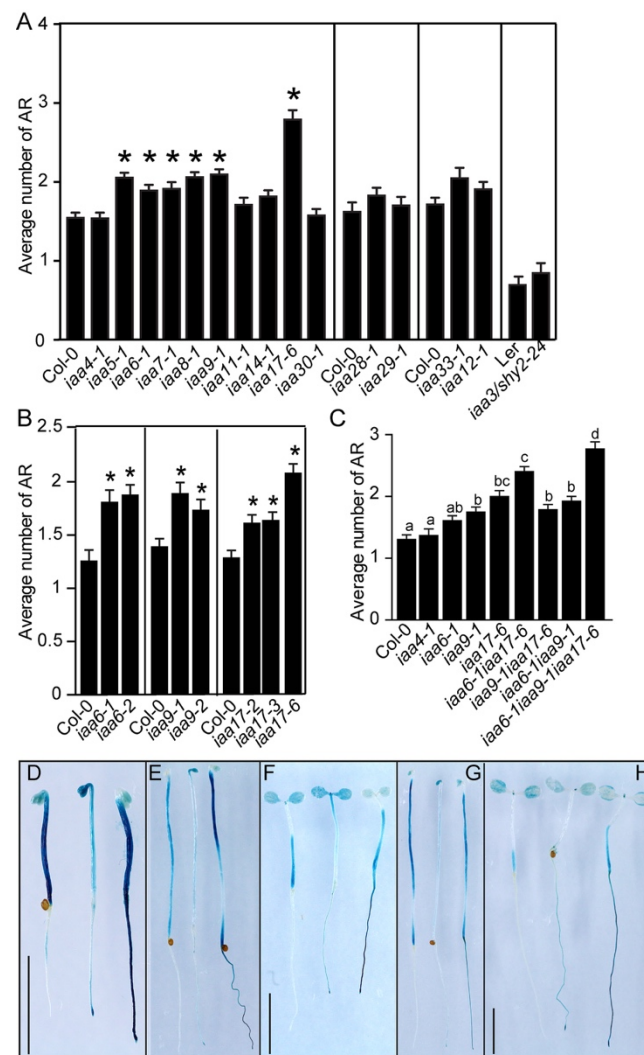 A
Average number of AR
4
3
2
1
0
* * * * * *
Col-0
iaa4-1
iaa5-1
iaa6-1
iaa7-1
iaa8-1
iaa9-1
iaa11-1
iaa14-1
iaa17-6
iaa30-1
Col-0
iaa28-1
iaa29-1
Col-0
iaa33-1
iaa12-1
Ler
iaa3/shy2-24
B
Average number of AR
2.5
2
1.5
1
0.5
0
* * * * * * *
Col-0
iaa6-1
iaa6-2
Col-0
iaa9-1
iaa9-2
Col-0
iaa17-2
iaa17-3
iaa17-6
C
Average number of AR
3
2
1
0
a a ab b bc c b b d
Col-0
iaa4-1
iaa6-1
iaa9-1
iaa17-6
iaa6-1iaa17-6
iaa9-1iaa17-6
iaa6-1iaa9-1
iaa6-1iaa9-1iaa17-6
D E F G H